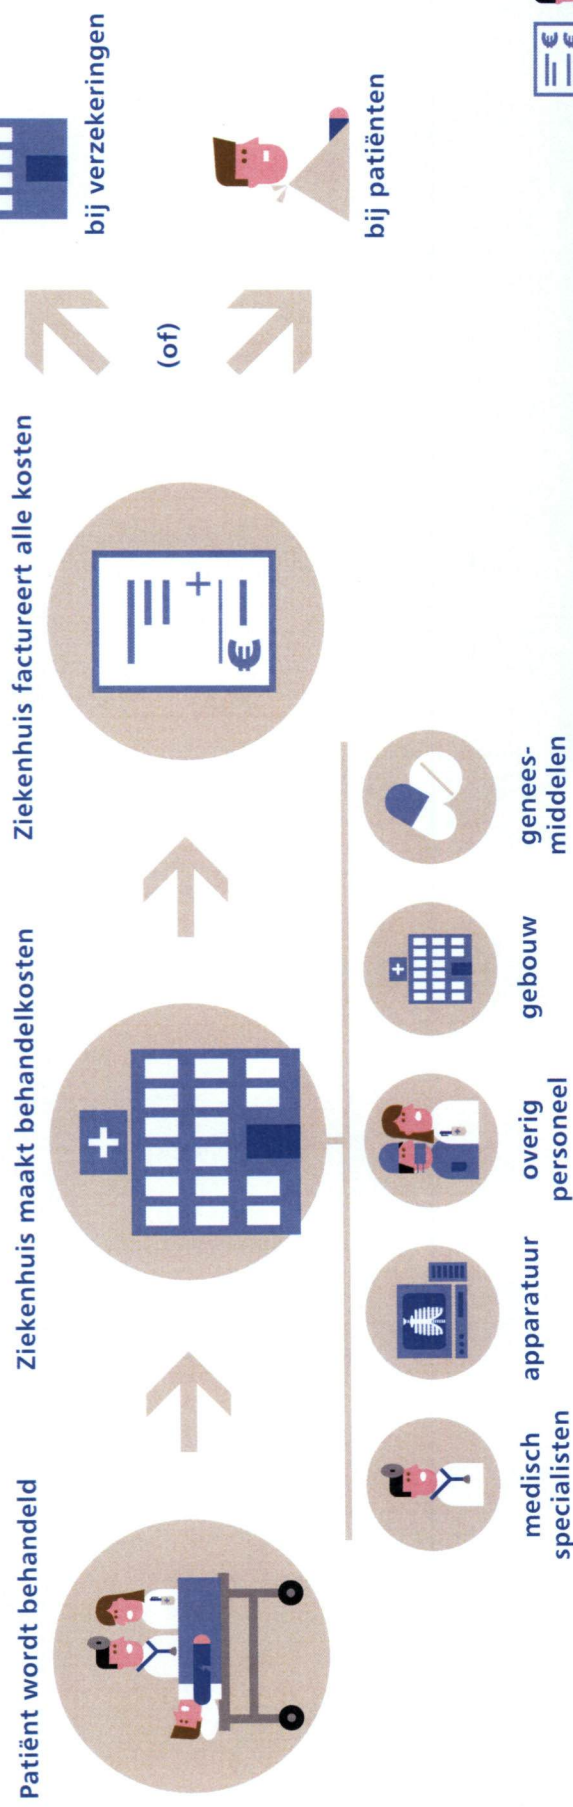 Patiënt wordt behandeld
Ziekenhuis maakt behandelkosten
Ziekenhuis factureert alle kosten
bij verzekeringen
(of)
bij patiënten
medisch
specialisten
apparatuur
overig
personeel
gebouw
genees-
middelen